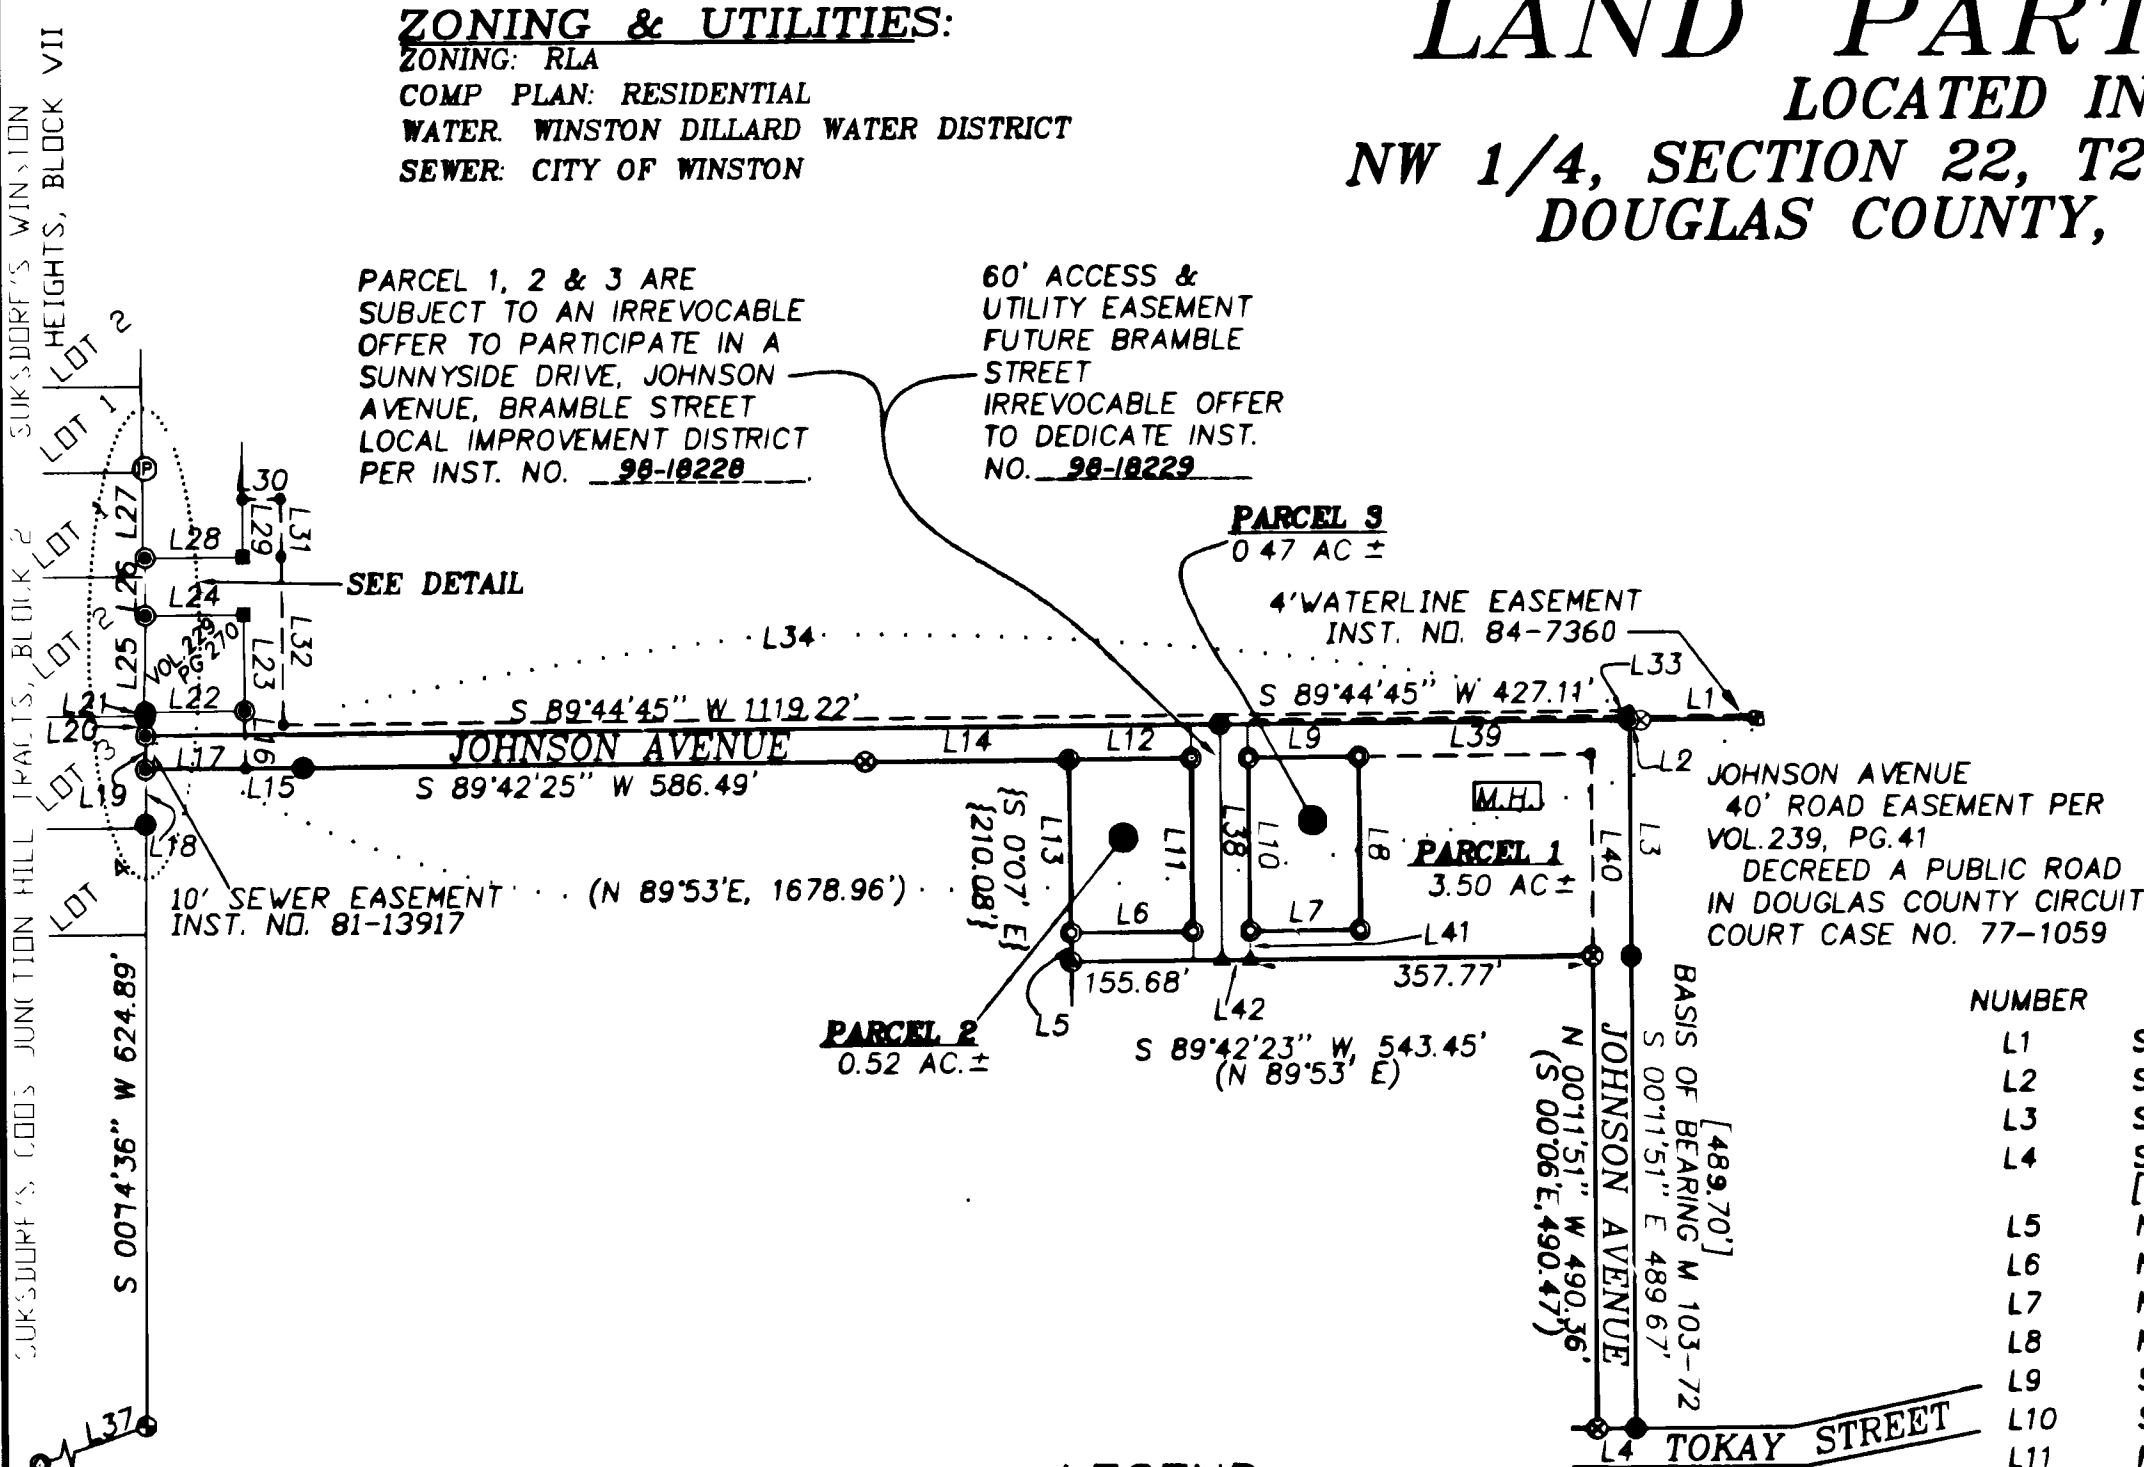 ZONING & UTILITIES:
ZONING: RLA
COMP PLAN: RESIDENTIAL
WATER. WINSTON DILLARD WATER DISTRICT
SEWER: CITY OF WINSTON
LAND PART
LOCATED IN
NW 1/4, SECTION 22, T2
DOUGLAS COUNTY,
HEIGHTS, BLOCK VII
LOT 2
LOT 1
LOT 1
LOT 2
LOT 3
LOT 4
PARCEL 1, 2 & 3 ARE
SUBJECT TO AN IRREVOCABLE
OFFER TO PARTICIPATE IN A
SUNNYSIDE DRIVE, JOHNSON
AVENUE, BRAMBLE STREET
LOCAL IMPROVEMENT DISTRICT
PER INST. NO. 98-18228
60' ACCESS &
UTILITY EASEMENT
FUTURE BRAMBLE
STREET
IRREVOCABLE OFFER
TO DEDICATE INST.
NO. 98-18229
PARCEL 3
0 47 AC ±
4'WATERLINE EASEMENT
INST. NO. 84-7360
L30
L27
L29
L31
L28
L26
SEE DETAIL
L24
L25
VOL.229
PG 270
L23
L32
L34
L33
L21
L22
L20
S 89°44'45" W 1119.22'
S 89°44'45" W 427.11'
L1
JOHNSON AVENUE
L14
L12
L9
L39
L2
L16
L17
L15
L19
L18
S 89°42'25" W 586.49'
M.H.
JOHNSON AVENUE
40' ROAD EASEMENT PER
VOL.239, PG.41
DECREED A PUBLIC ROAD
IN DOUGLAS COUNTY CIRCUIT
COURT CASE NO. 77-1059
{S 0°07' E}
{210.08'}
L13
L11
L38
L10
L8
L40
L3
PARCEL 1
3.50 AC ±
10' SEWER EASEMENT
INST. NO. 81-13917
(N 89°53'E, 1678.96')
L6
L7
L41
155.68'
357.77'
L5
L42
PARCEL 2
0.52 AC.±
S 89°42'23" W, 543.45'
(N 89°53' E)
S 00°14'36" W 624.89'
L37
(S 00°06'E,490.47')
N 00°11'51" W 490.36'
JOHNSON AVENUE
S 00°11'51" E 489 67'
BASIS OF BEARING M 103-72
[489.70']
L4
TOKAY STREET
NUMBER
L1 S
L2 S
L3 S
L4
L5
L6
L7
L8
L9
L10
L11